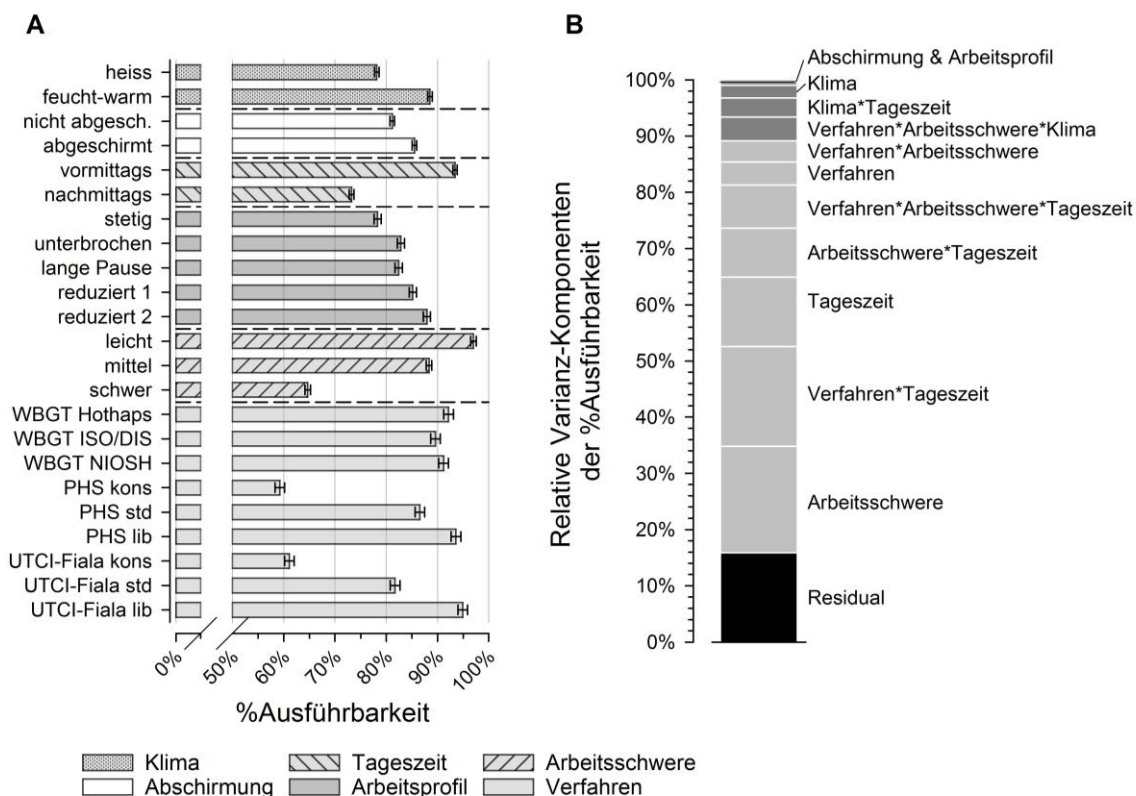 A
heiss
feucht-warm
nicht abgesch.
abgeschirmt
vormittags
nachmittags
stetig
unterbrochen
lange Pause
reduziert 1
reduziert 2
leicht
mittel
schwer
WBGT Hothaps
WBGT ISO/DIS
WBGT NIOSH
PHS kons
PHS std
PHS lib
UTCI-Fiala kons
UTCI-Fiala std
UTCI-Fiala lib
0%
50%
60%
70%
80%
90%
100%
%Ausführbarkeit
Klima
Tageszeit
Arbeitsschwere
Abschirmung
Arbeitsprofil
Verfahren
B
Relative Varianz-Komponenten
der %Ausführbarkeit
100%
90%
80%
70%
60%
50%
40%
30%
20%
10%
0%
Abschirmung & Arbeitsprofil
Klima
Klima*Tageszeit
Verfahren*Arbeitsschwere*Klima
Verfahren*Arbeitsschwere
Verfahren
Verfahren*Arbeitsschwere*Tageszeit
Arbeitsschwere*Tageszeit
Tageszeit
Verfahren*Tageszeit
Arbeitsschwere
Residual